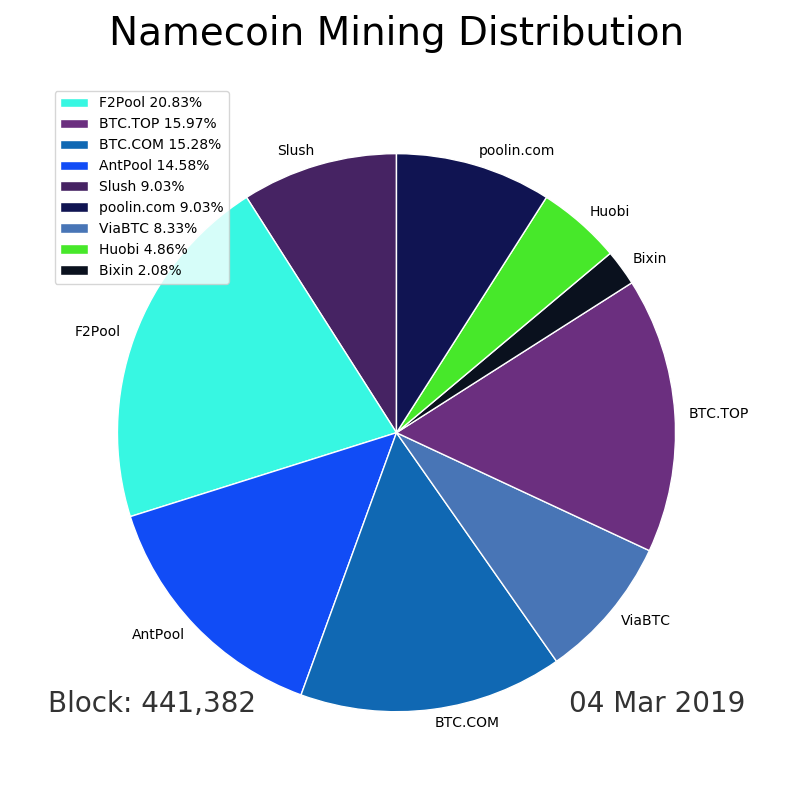 Namecoin Mining Distribution
F2Pool 20.83%
BTC.TOP 15.97%
BTC.COM 15.28%
AntPool 14.58%
Slush 9.03%
poolin.com 9.03%
ViaBTC 8.33%
Huobi 4.86%
Bixin 2.08%
Slush
poolin.com
Huobi
Bixin
F2Pool
BTC.TOP
ViaBTC
AntPool
BTC.COM
Block: 441,382
04 Mar 2019